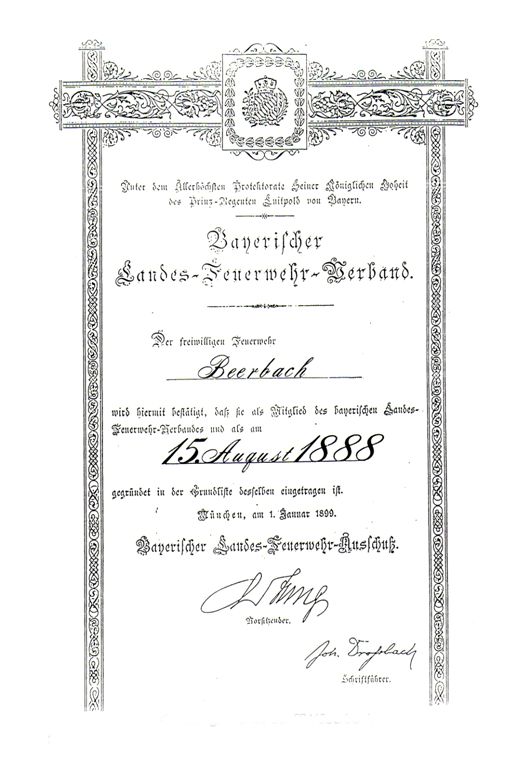 Unter dem Allerhöchsten Protektorate Seiner Königlichen Hoheit
des Prinz-Regenten Luitpold von Bayern.
Bayerischer
Landes-Feuerwehr-Verband.
Der freiwilligen Feuerwehr
Beerbach
wird hiermit bestätigt, daß sie als Mitglied des bayerischen Landes-
Feuerwehr-Verbandes und als am
15. August 1888
gegründet in der Grundliste desselben eingetragen ist.
München, am 1. Januar 1899.
Bayerischer Landes-Feuerwehr-Ausschuß.
Vorsitzender.
Joh. Drossbach
Schriftführer.